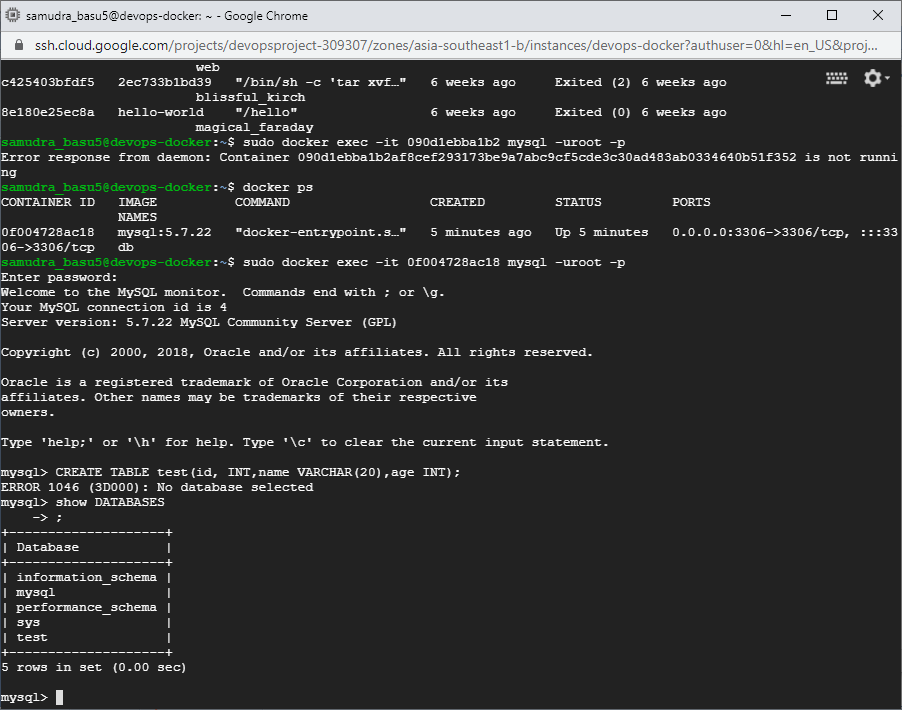 samudra_basu5@devops-docker: ~ - Google Chrome
ssh.cloud.google.com/projects/devopsproject-309307/zones/asia-southeast1-b/instances/devops-docker?authuser=0&hl=en_US&proj...
web
c425403bfdf5   2ec733b1bd39   "/bin/sh -c 'tar xvf…"   6 weeks ago     Exited (2) 6 weeks ago
blissful_kirch
8e180e25ec8a   hello-world    "/hello"                 6 weeks ago     Exited (0) 6 weeks ago
magical_faraday
samudra_basu5@devops-docker:~$ sudo docker exec -it 090d1ebba1b2 mysql -uroot -p
Error response from daemon: Container 090d1ebba1b2af8cef293173be9a7abc9cf5cde3c30ad483ab0334640b51f352 is not runni
ng
samudra_basu5@devops-docker:~$ docker ps
CONTAINER ID   IMAGE          COMMAND                  CREATED         STATUS         PORTS
NAMES
0f004728ac18   mysql:5.7.22   "docker-entrypoint.s…"   5 minutes ago   Up 5 minutes   0.0.0.0:3306->3306/tcp, :::33
06->3306/tcp   db
samudra_basu5@devops-docker:~$ sudo docker exec -it 0f004728ac18 mysql -uroot -p
Enter password:
Welcome to the MySQL monitor.  Commands end with ; or \g.
Your MySQL connection id is 4
Server version: 5.7.22 MySQL Community Server (GPL)
Copyright (c) 2000, 2018, Oracle and/or its affiliates. All rights reserved.
Oracle is a registered trademark of Oracle Corporation and/or its
affiliates. Other names may be trademarks of their respective
owners.
Type 'help;' or '\h' for help. Type '\c' to clear the current input statement.
mysql> CREATE TABLE test(id, INT,name VARCHAR(20),age INT);
ERROR 1046 (3D000): No database selected
mysql> show DATABASES
    -> ;
+--------------------+
| Database           |
+--------------------+
| information_schema |
| mysql              |
| performance_schema |
| sys                |
| test               |
+--------------------+
5 rows in set (0.00 sec)
mysql>